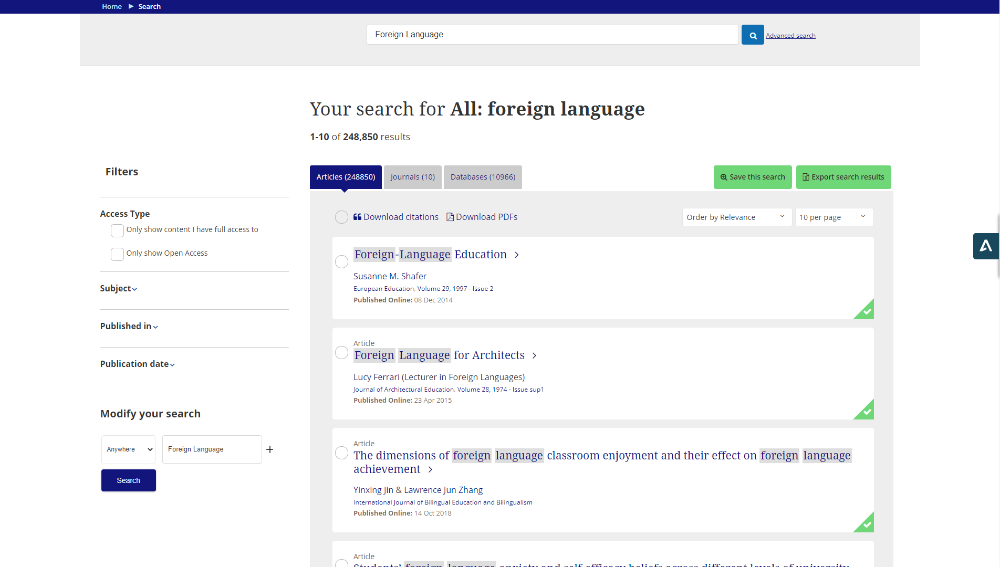 Home Search
Foreign Language
Advanced search
Your search for All: foreign language
1-10 of 248,850 results
Filters
Access Type
Only show content I have full access to
Only show Open Access
Subject
Published in
Publication date
Modify your search
Anywhere
Foreign Language
Search
Articles (248850)
Journals (10)
Databases (10966)
Save this search
Export search results
Download citations
Download PDFs
Order by Relevance
10 per page
Foreign-Language Education
Susanne M. Shafer
European Education, Volume 29, 1997 - Issue 2
Published Online: 08 Dec 2014
Article
Foreign Language for Architects
Lucy Ferrari (Lecturer in Foreign Languages)
Journal of Architectural Education, Volume 28, 1974 - Issue sup1
Published Online: 23 Apr 2015
Article
The dimensions of foreign language classroom enjoyment and their effect on foreign language
achievement
Yinxing Jin & Lawrence Jun Zhang
International Journal of Bilingual Education and Bilingualism
Published Online: 14 Oct 2018
Article
Students' foreign language anxiety and self-efficacy beliefs across different levels of university